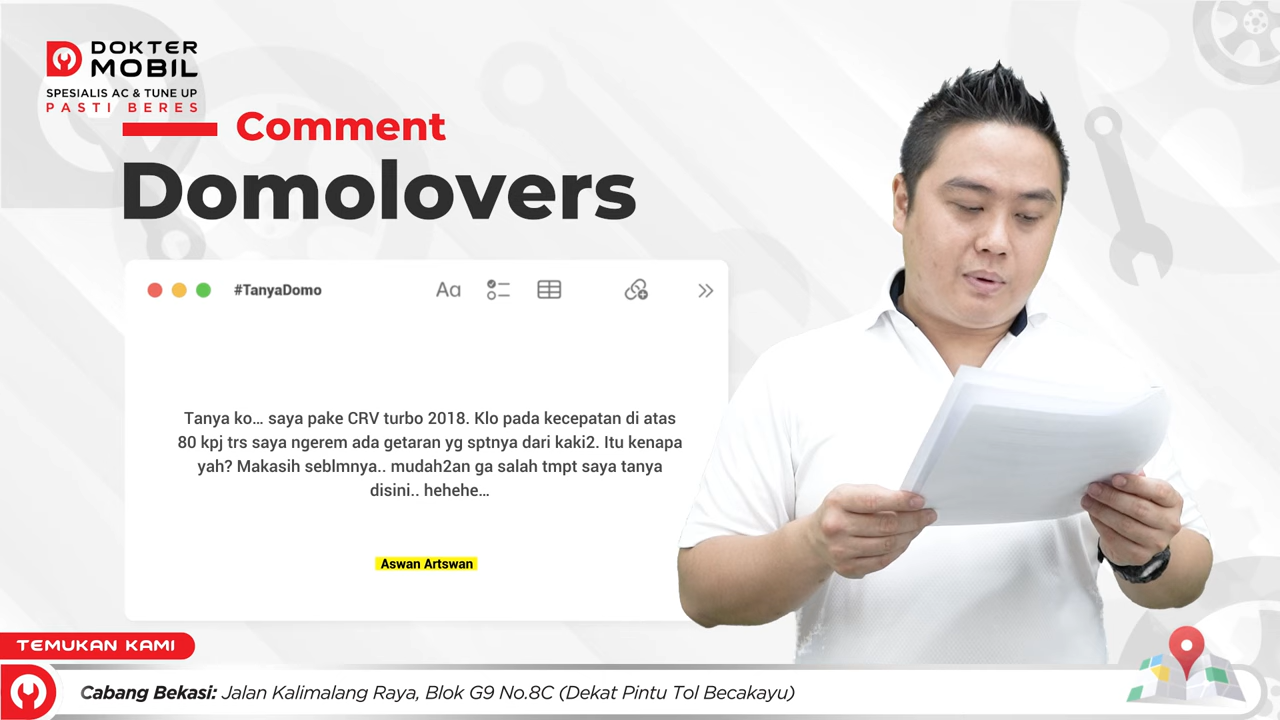 DOKTER
MOBIL
SPESIALIS AC & TUNE UP
PASTI BERES
Comment
Domolovers
#TanyaDomo
Aa
Tanya ko... saya pake CRV turbo 2018. Klo pada kecepatan di atas
80 kpj trs saya ngerem ada getaran yg sptnya dari kaki2. Itu kenapa
yah? Makasih seblmnya.. mudah2an ga salah tmpt saya tanya
disini.. hehehe...
Aswan Artswan
TEMUKAN KAMI
Cabang Bekasi: Jalan Kalimalang Raya, Blok G9 No.8C (Dekat Pintu Tol Becakayu)